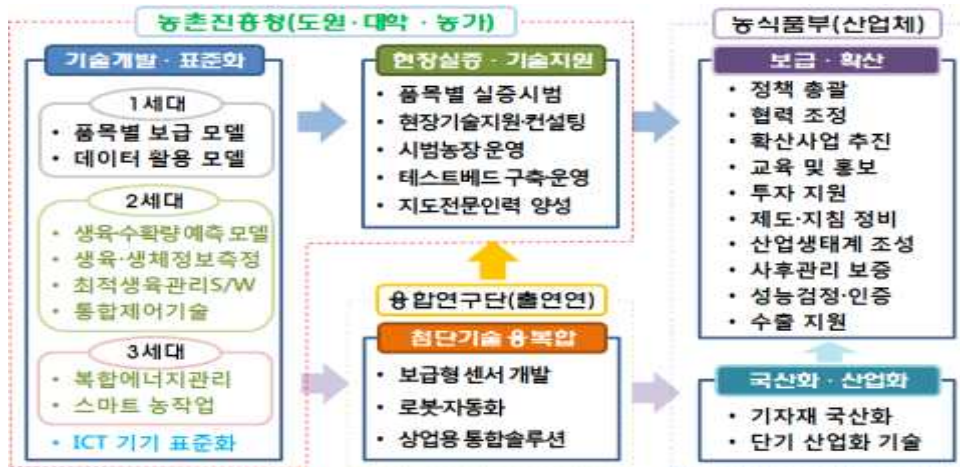 농촌진흥청(도원·대학·농가)
기술개발·표준화
1세대
• 품목별 보급 모델
• 데이터 활용 모델
2세대
• 생육·수확량 예측 모델
• 생육·생체정보측정
• 최적생육관리S/W
• 통합제어기술
3세대
• 복합에너지관리
• 스마트 농작업
• ICT 기기 표준화
현장실증·기술지원
• 품목별 실증시범
• 현장기술지원·컨설팅
• 시범농장 운영
• 테스트베드 구축·운영
• 지도전문인력 양성
융합연구단(출연연)
첨단기술 융복합
• 보급형 센서 개발
• 로봇·자동화
• 상업용 통합솔루션
농식품부(산업체)
보급·확산
• 정책 총괄
• 협력 조정
• 확산사업 추진
• 교육 및 홍보
• 투자 지원
• 제도·지침 정비
• 산업생태계 조성
• 사후관리 보증
• 성능검정·인증
• 수출 지원
국산화·산업화
• 기자재 국산화
• 단기 산업화 기술